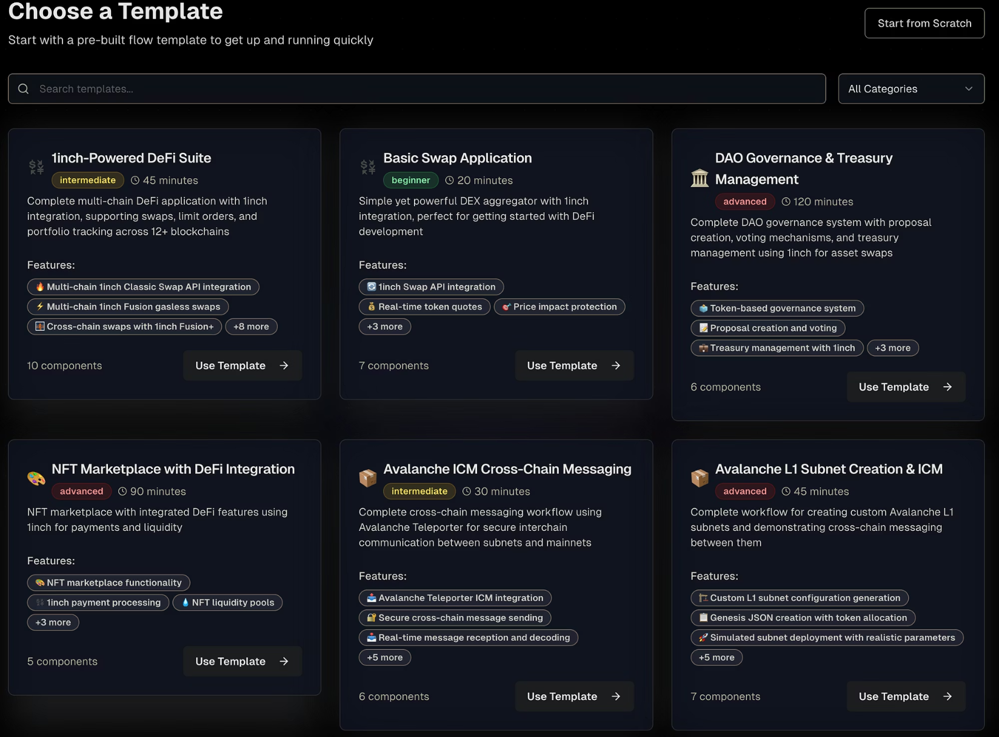 Choose a Template
Start with a pre-built flow template to get up and running quickly
Start from Scratch
Search templates...
All Categories
1inch-Powered DeFi Suite
intermediate
45 minutes
Complete multi-chain DeFi application with 1inch
integration, supporting swaps, limit orders, and
portfolio tracking across 12+ blockchains
Features:
🔥 Multi-chain 1inch Classic Swap API integration
⚡ Multi-chain 1inch Fusion gasless swaps
🌉 Cross-chain swaps with 1inch Fusion+
+8 more
10 components
Use Template →
Basic Swap Application
beginner
20 minutes
Simple yet powerful DEX aggregator with 1inch
integration, perfect for getting started with DeFi
development
Features:
🔄 1inch Swap API integration
💰 Real-time token quotes
🎯 Price impact protection
+3 more
7 components
Use Template →
DAO Governance & Treasury
Management
advanced
120 minutes
Complete DAO governance system with proposal
creation, voting mechanisms, and treasury
management using 1inch for asset swaps
Features:
🗳️ Token-based governance system
📝 Proposal creation and voting
💼 Treasury management with 1inch
+3 more
6 components
Use Template →
NFT Marketplace with DeFi Integration
advanced
90 minutes
NFT marketplace with integrated DeFi features using
1inch for payments and liquidity
Features:
🎨 NFT marketplace functionality
💱 1inch payment processing
💧 NFT liquidity pools
+3 more
5 components
Use Template →
Avalanche ICM Cross-Chain Messaging
intermediate
30 minutes
Complete cross-chain messaging workflow using
Avalanche Teleporter for secure interchain
communication between subnets and mainnets
Features:
📤 Avalanche Teleporter ICM integration
🔐 Secure cross-chain message sending
📥 Real-time message reception and decoding
+5 more
6 components
Use Template →
Avalanche L1 Subnet Creation & ICM
advanced
45 minutes
Complete workflow for creating custom Avalanche L1
subnets and demonstrating cross-chain messaging
between them
Features:
🏗️ Custom L1 subnet configuration generation
📋 Genesis JSON creation with token allocation
🚀 Simulated subnet deployment with realistic parameters
+5 more
7 components
Use Template →